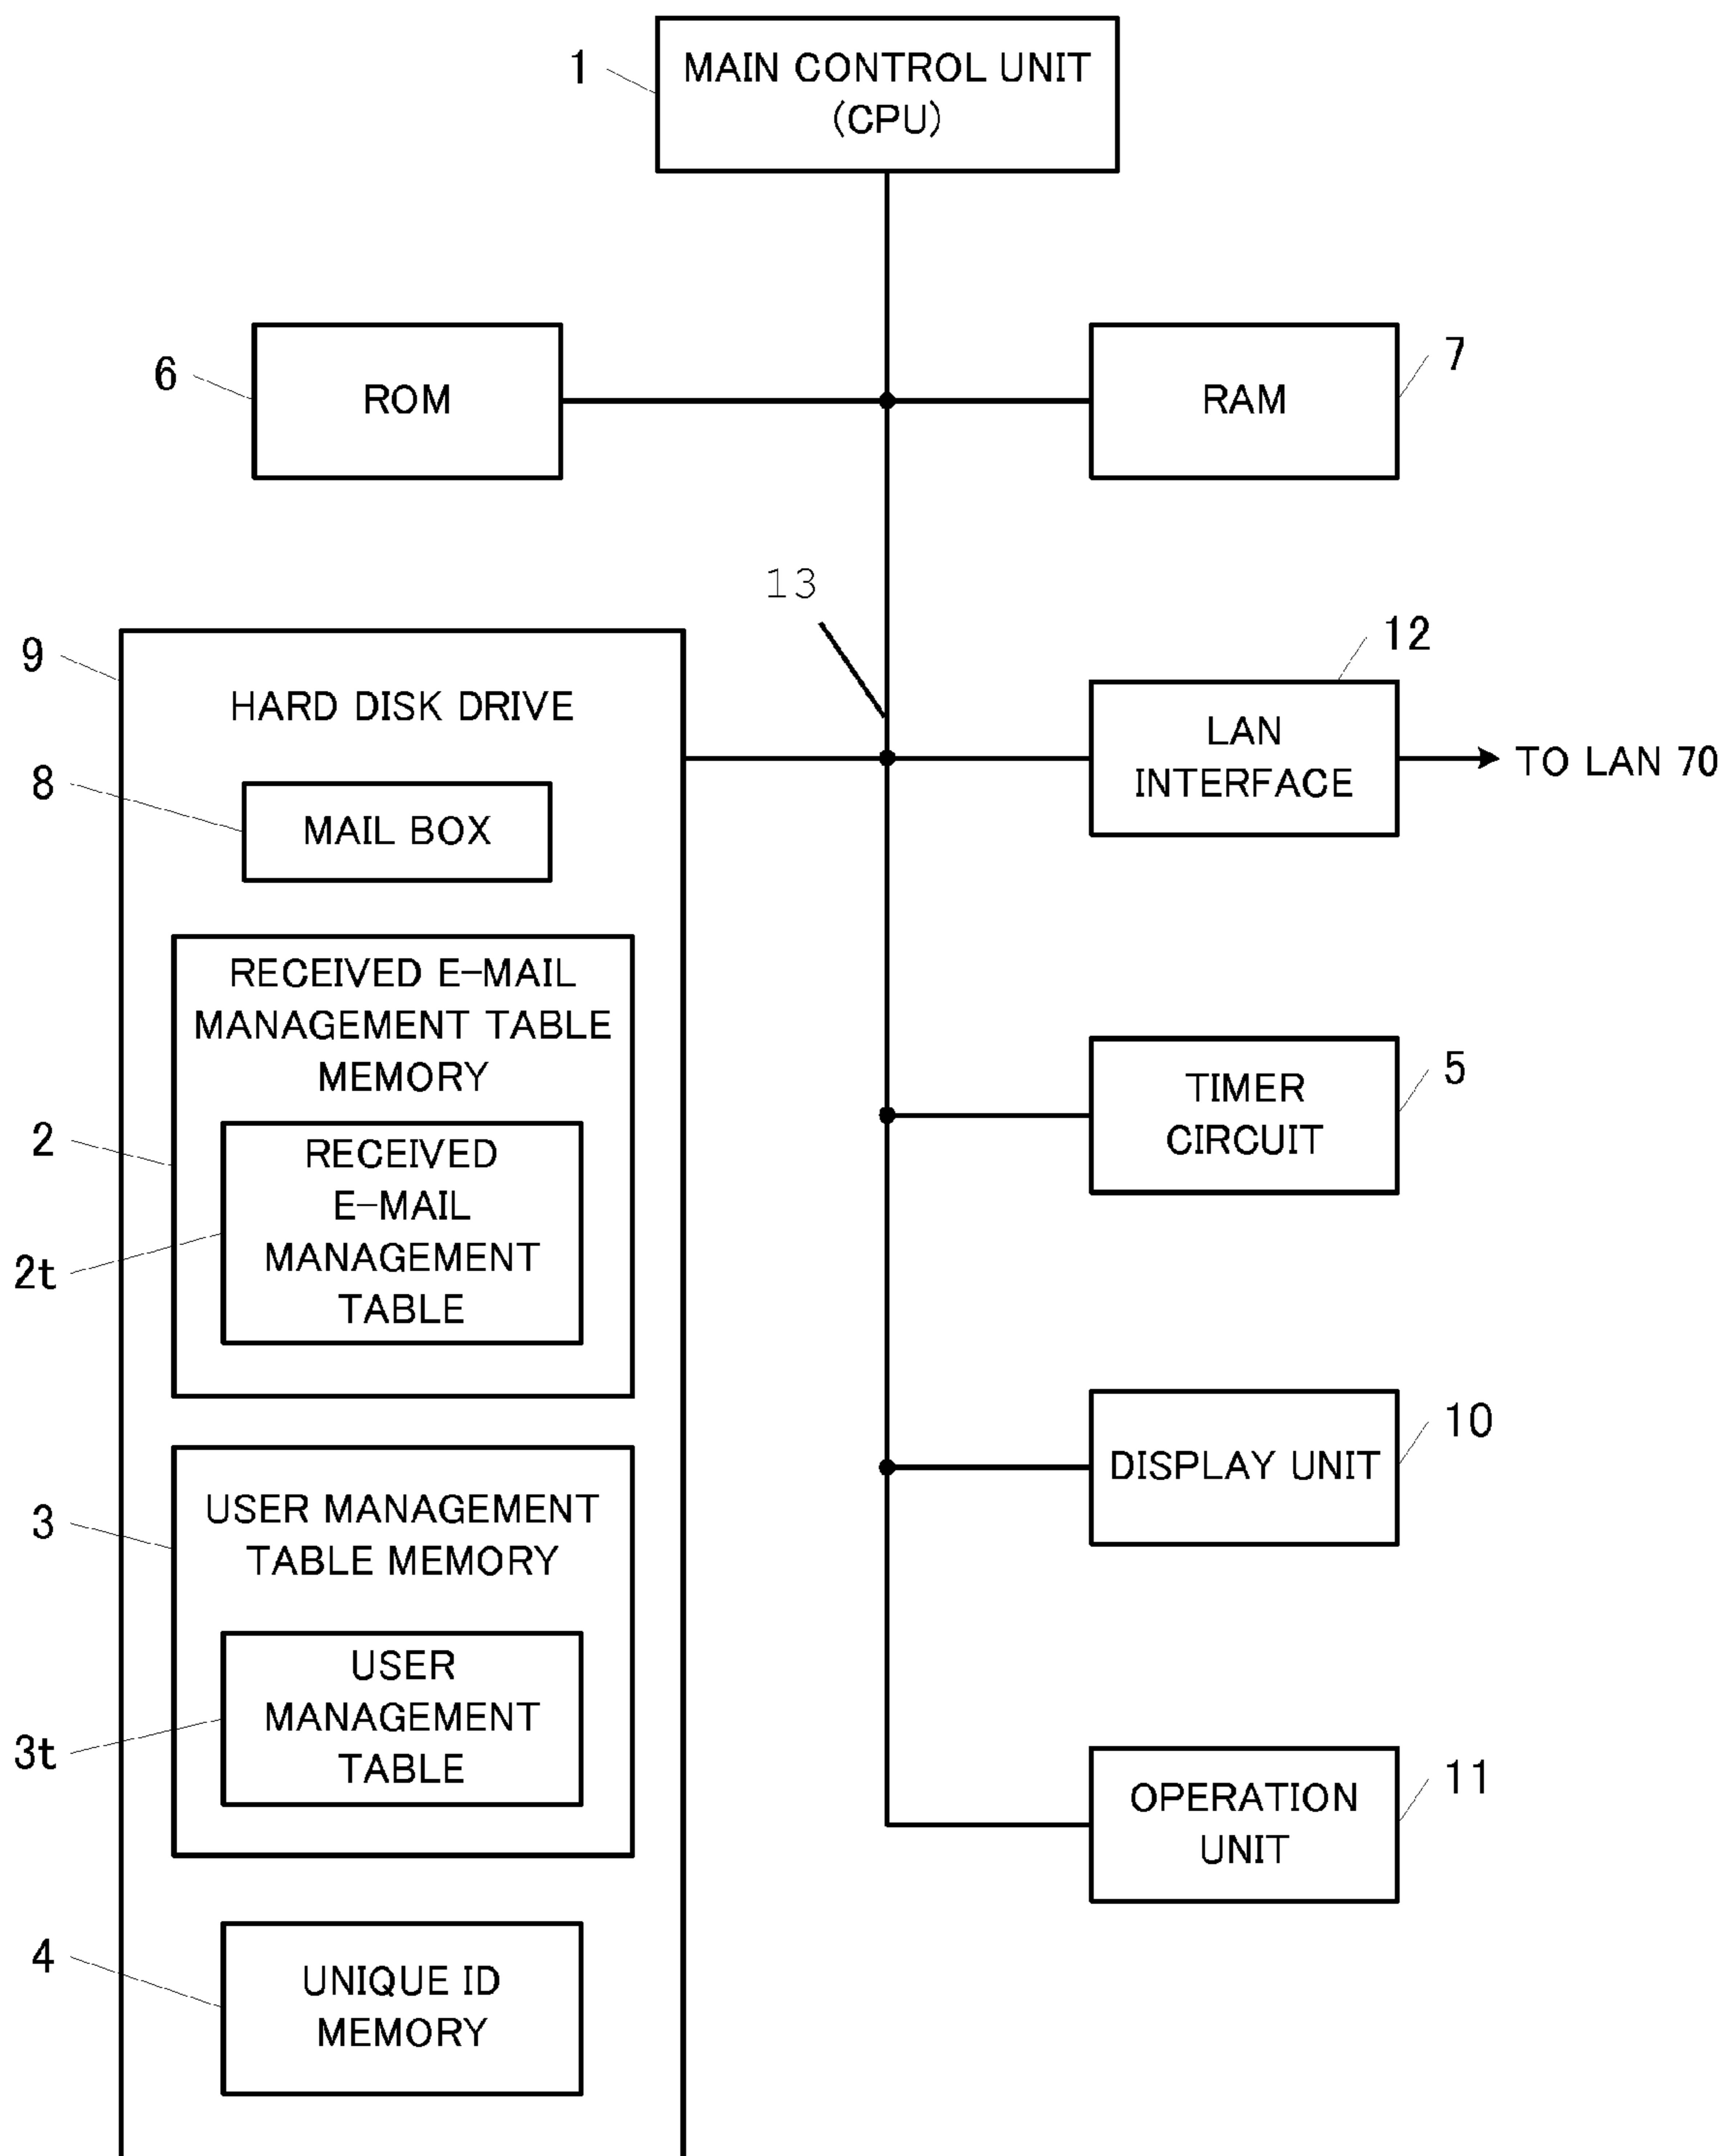 1
MAIN CONTROL UNIT
(CPU)
6
ROM
7
RAM
13
9
HARD DISK DRIVE
12
LAN
INTERFACE
TO LAN 70
8
MAIL BOX
2
RECEIVED E-MAIL
MANAGEMENT TABLE
MEMORY
2t
RECEIVED
E-MAIL
MANAGEMENT
TABLE
5
TIMER
CIRCUIT
10
DISPLAY UNIT
3
USER MANAGEMENT
TABLE MEMORY
3t
USER
MANAGEMENT
TABLE
11
OPERATION
UNIT
4
UNIQUE ID
MEMORY